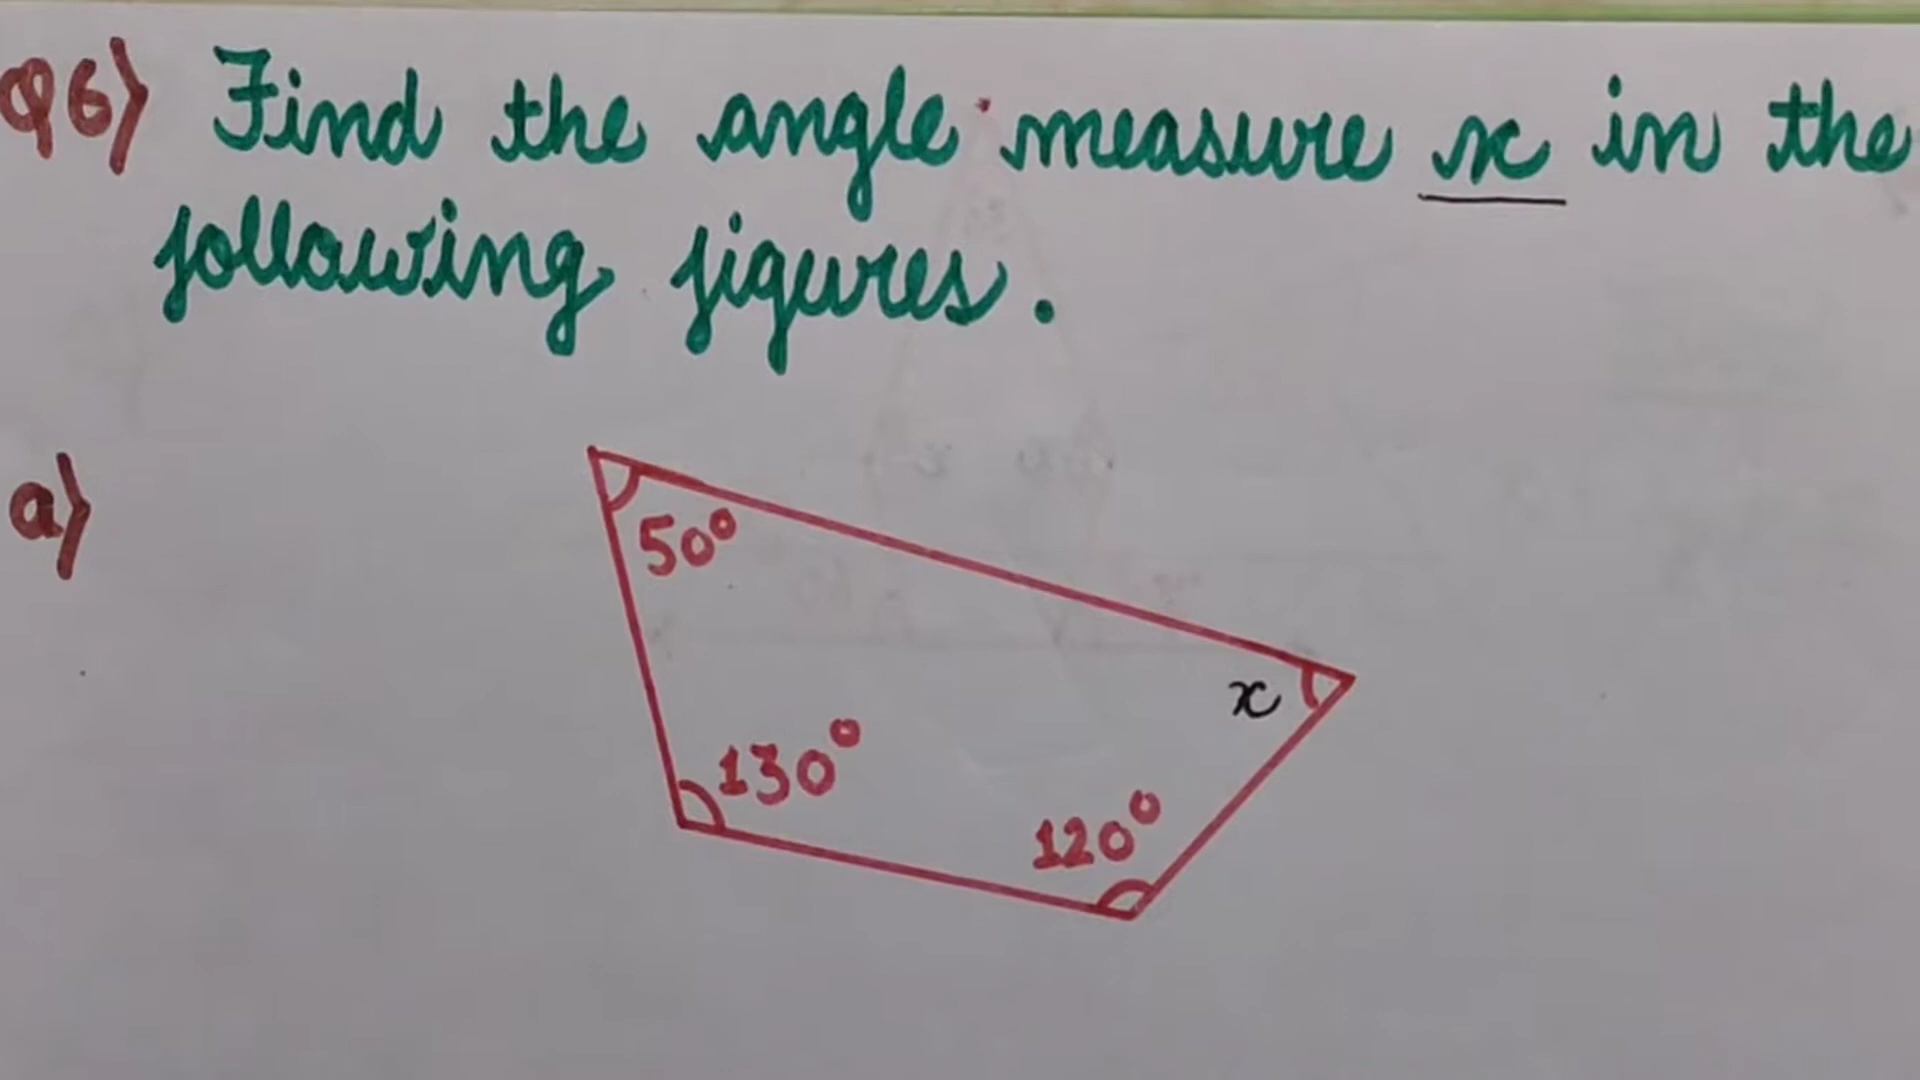 Q6) Find the angle measure x in the
following figures.
a)
50°
x
130°
120°